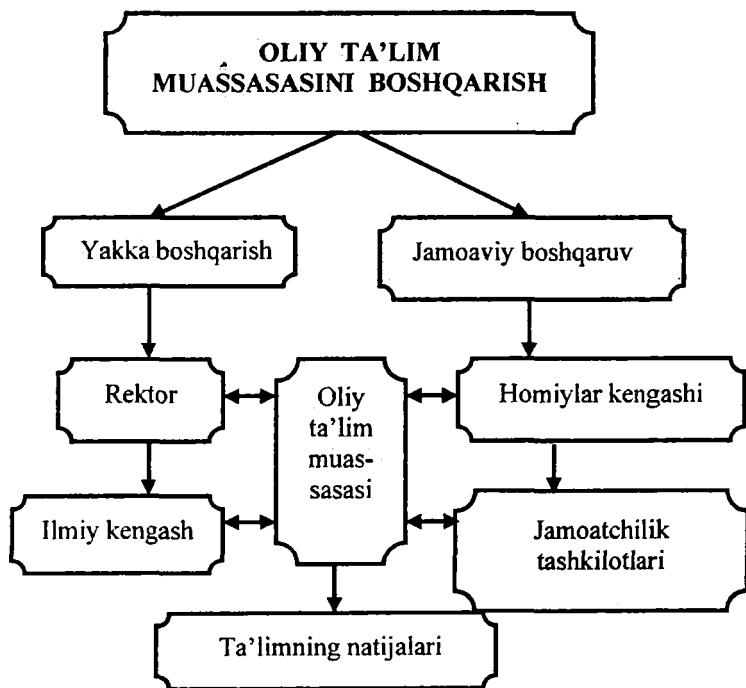 OLIY TA’LIM
MUASSASASINI BOSHQARISH
Yakka boshqarish
Jamoaviy boshqaruv
Rektor
Oliy
ta’lim
muas-
sasasi
Homiylar kengashi
Ilmiy kengash
Jamoatchilik
tashkilotlari
Ta’limning natijalari